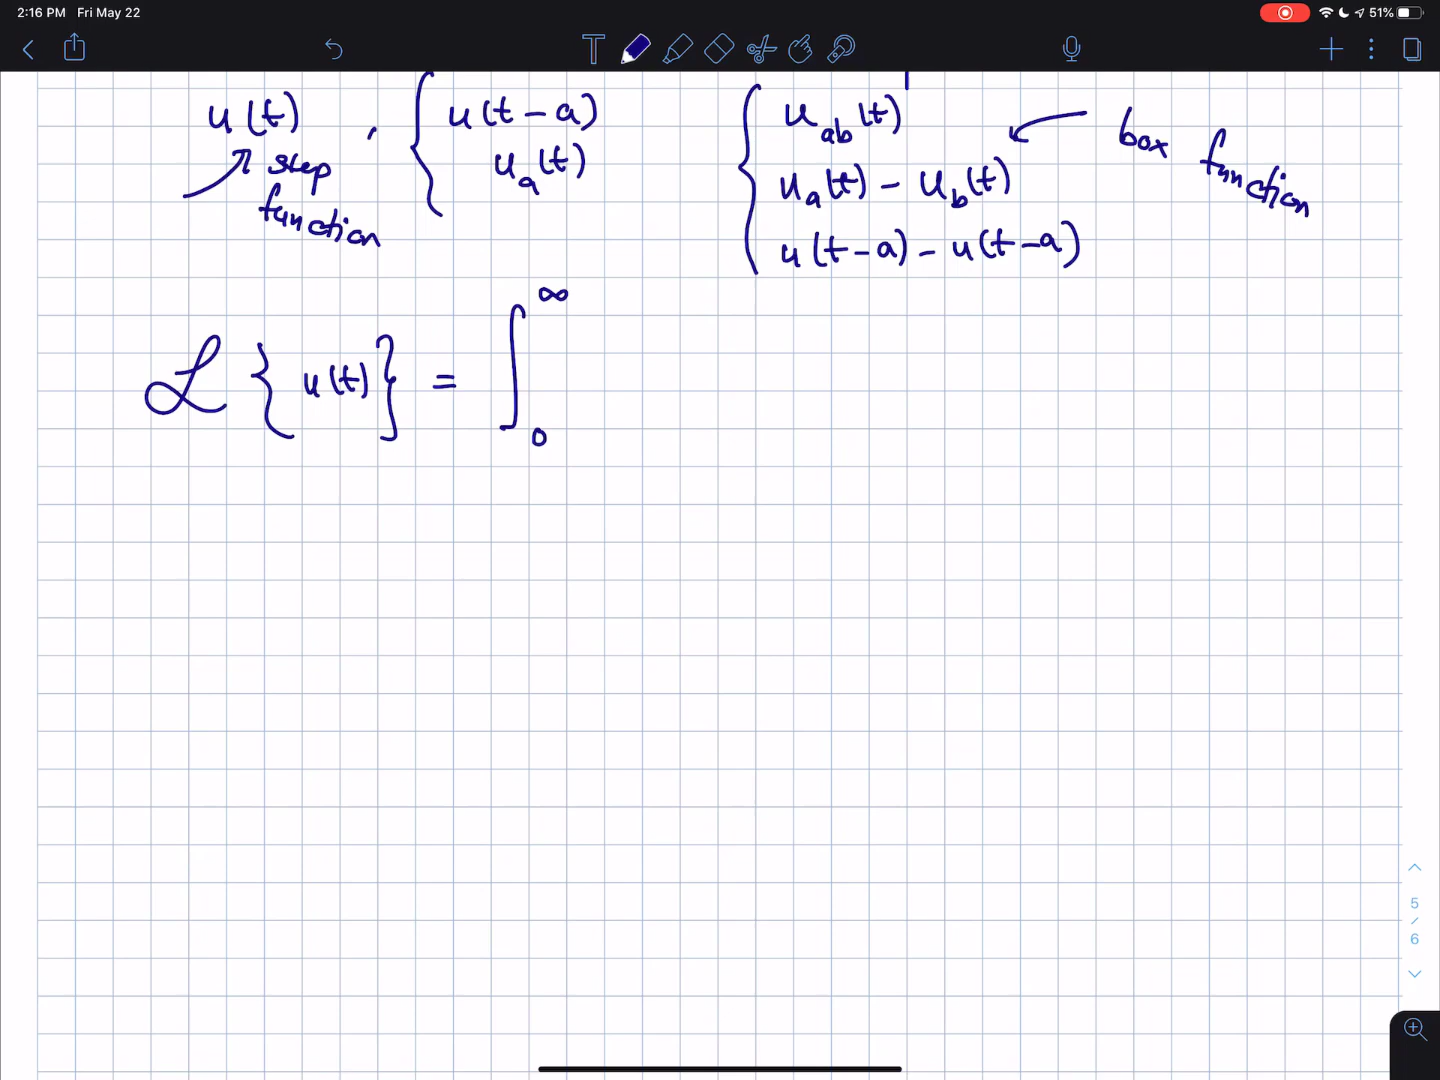 2:16 PM Fri May 22
51%
u(t) , { u(t-a)
u_a(t)
step
function
{ u_ab(t)
u_a(t) - u_b(t)
u(t-a) - u(t-a)
box function
ℒ { u(t) } = ∫_0^∞
5
/
6